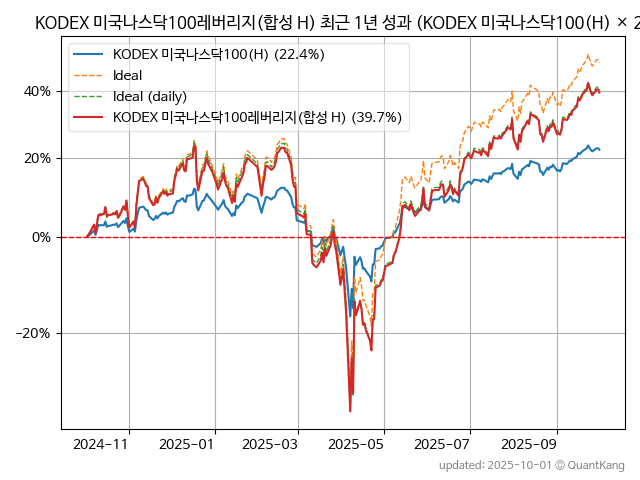 KODEX 미국나스닥100레버리지(합성 H) 최근 1년 성과 (KODEX 미국나스닥100(H) × 2
KODEX 미국나스닥100(H) (22.4%)
Ideal
Ideal (daily)
KODEX 미국나스닥100레버리지(합성 H) (39.7%)
40%
20%
0%
−20%
2024−11
2025−01
2025−03
2025−05
2025−07
2025−09
updated: 2025-10-01 © QuantKang